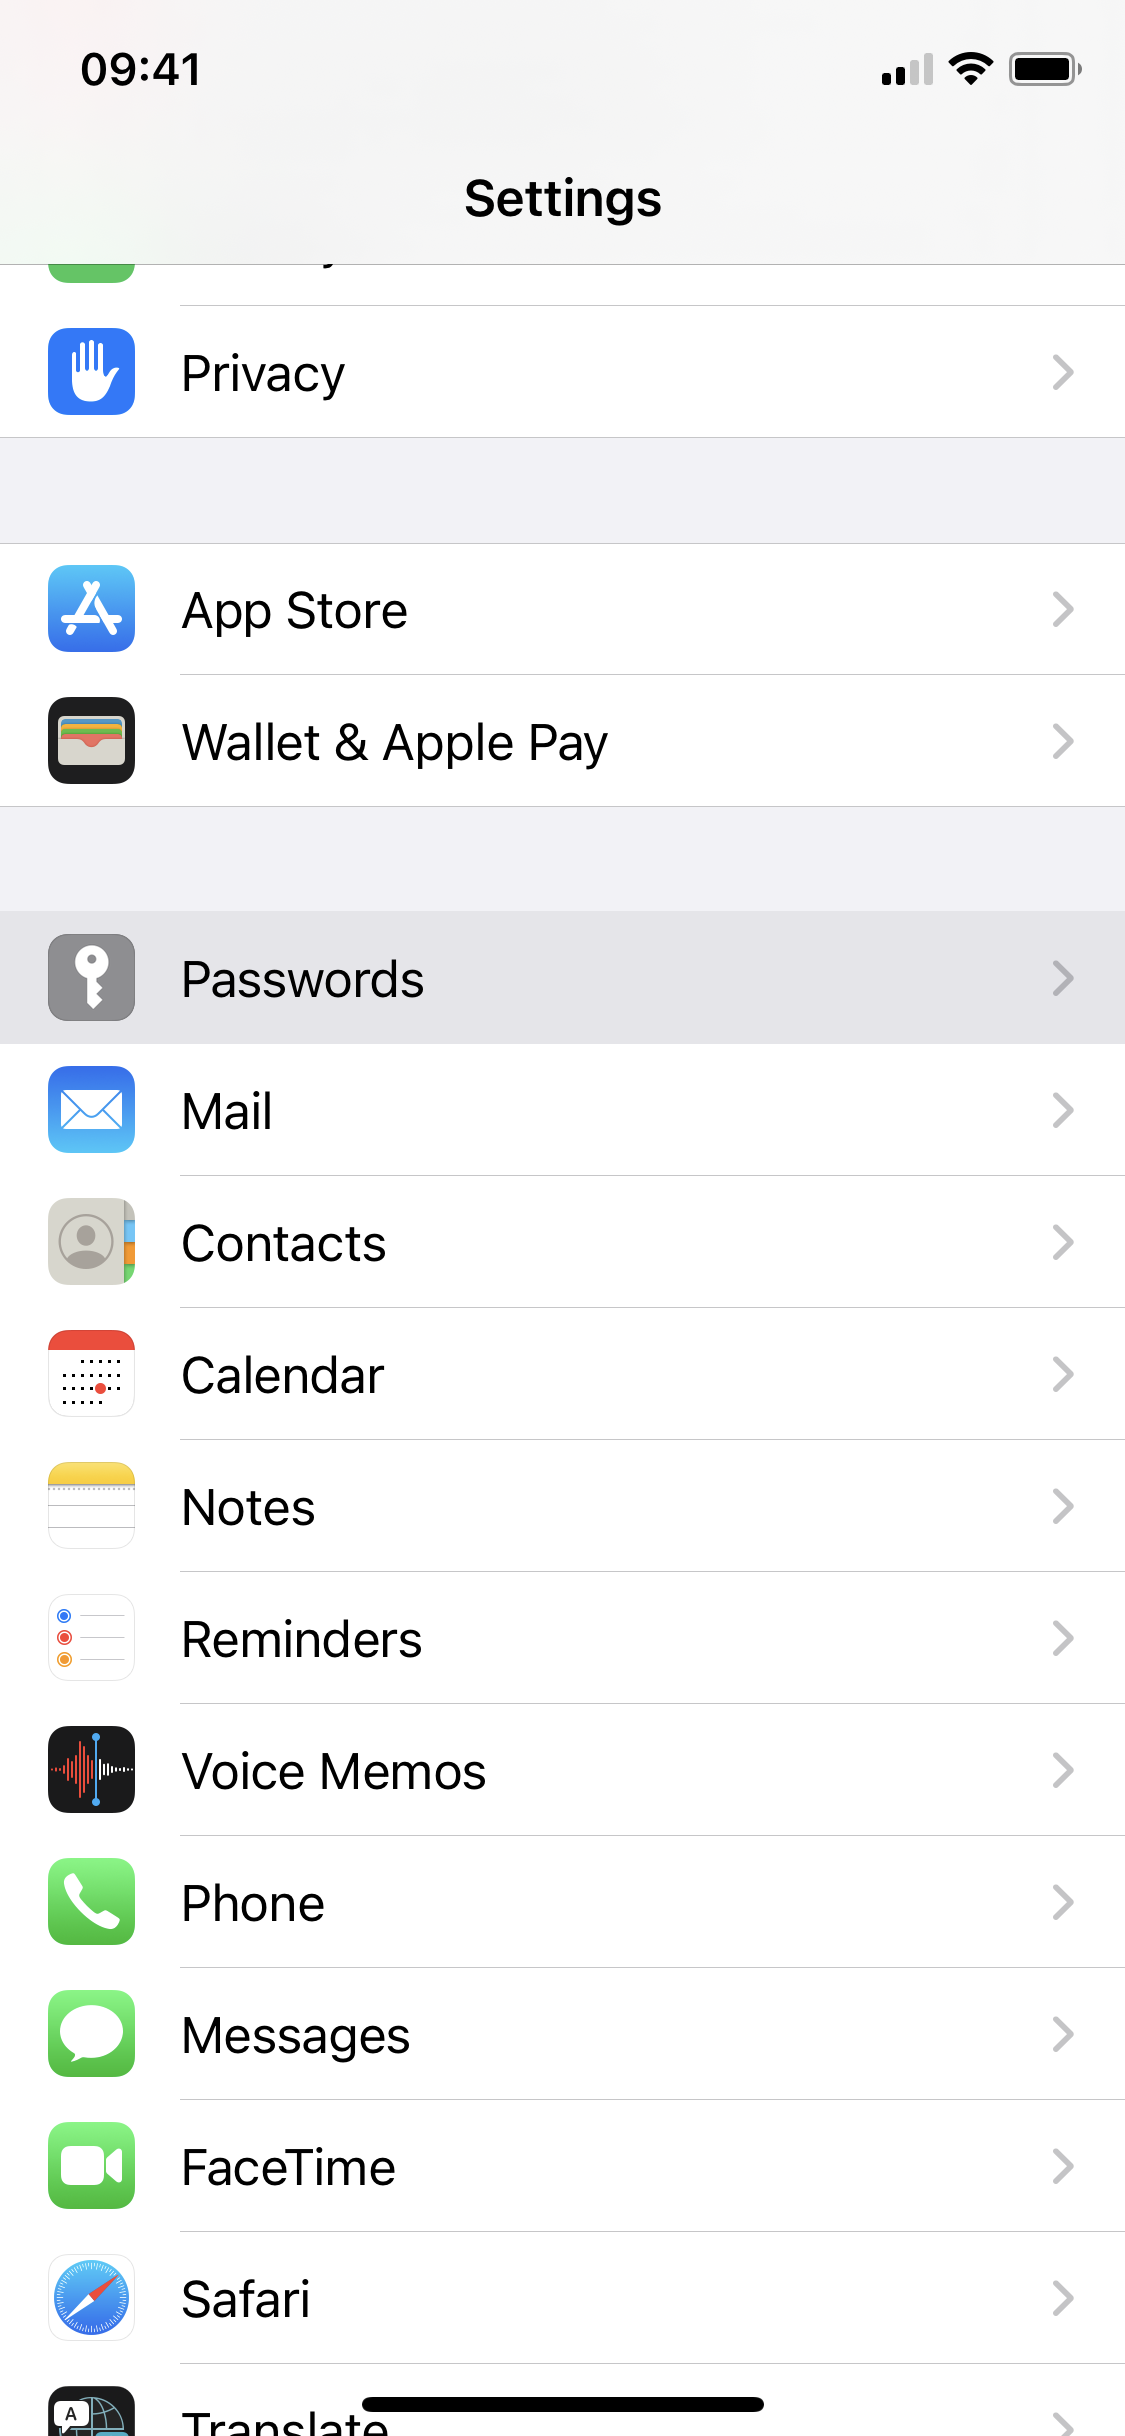 09:41
Settings
Privacy
App Store
Wallet & Apple Pay
Passwords
Mail
Contacts
Calendar
Notes
Reminders
Voice Memos
Phone
Messages
FaceTime
Safari
A
Translate